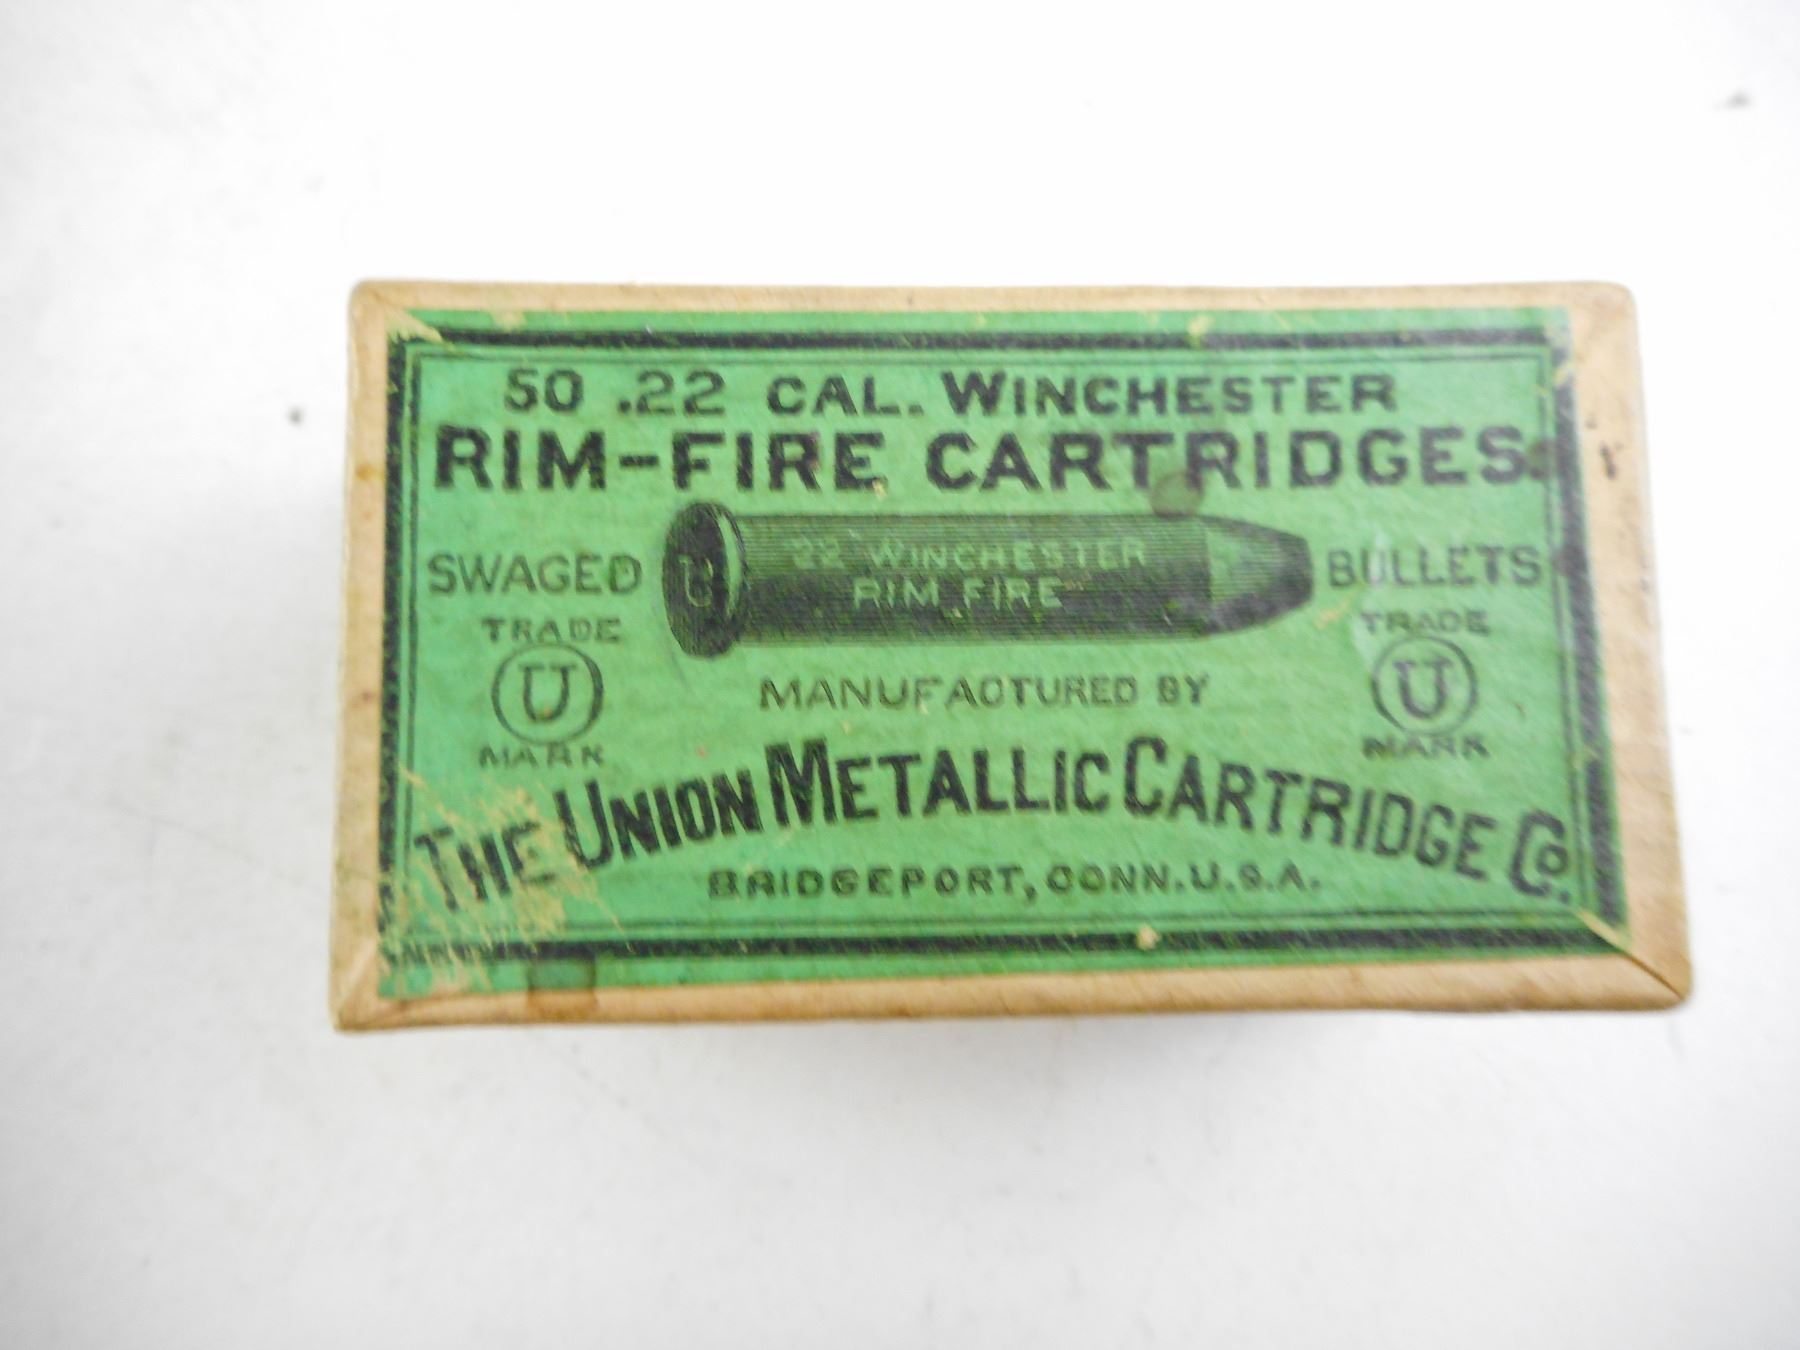 50 .22 CAL. WINCHESTER
RIM-FIRE CARTRIDGES.
SWAGED
U
22 WINCHESTER
RIM FIRE
BULLETS
TRADE
U
MARK
TRADE
U
MARK
MANUFACTURED BY
THE UNION METALLIC CARTRIDGE CO.
BRIDGEPORT, CONN. U.S.A.